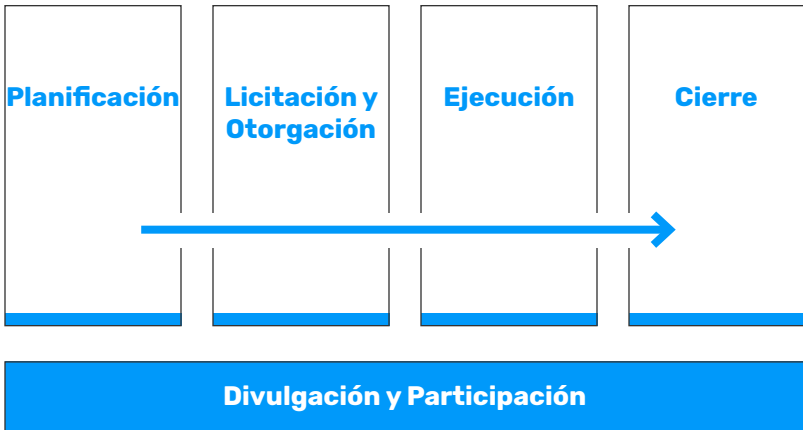 Planificación
Licitación y
Otorgación
Ejecución
Cierre
Divulgación y Participación